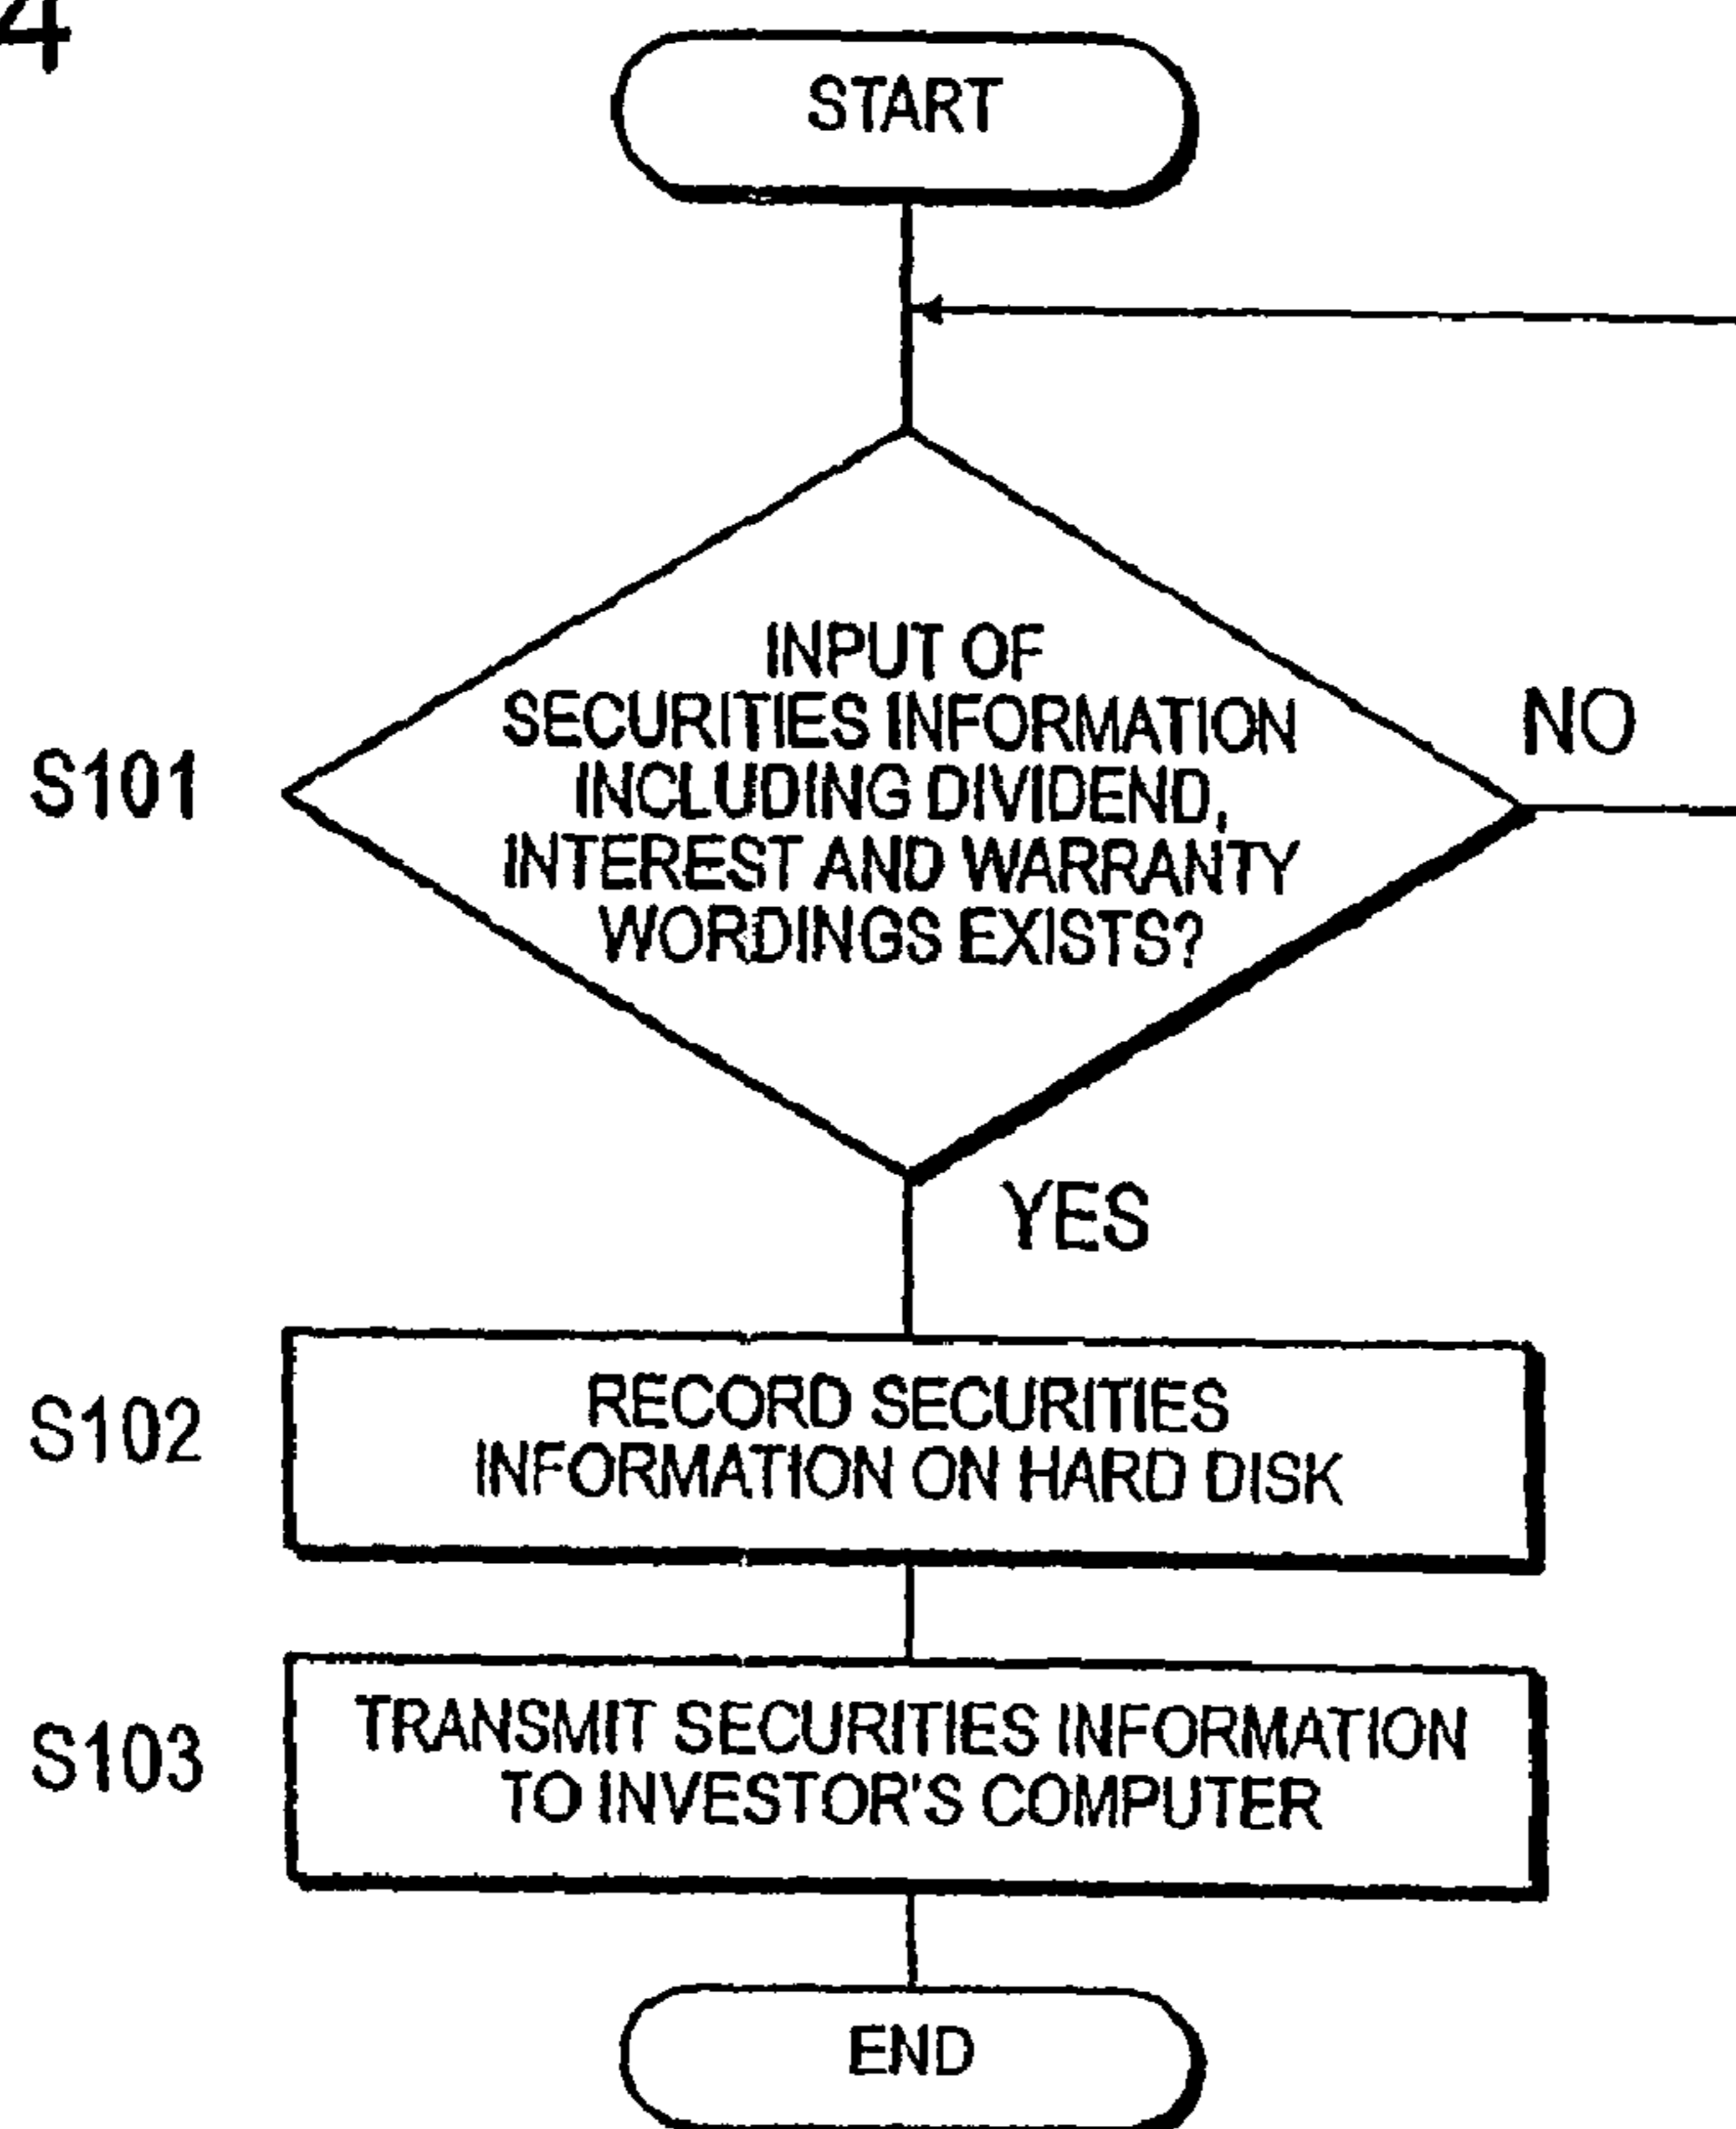 4
START
INPUT OF
SECURITIES INFORMATION
INCLUDING DIVIDEND,
INTEREST AND WARRANTY
WORDINGS EXISTS?
S101
NO
YES
S102
RECORD SECURITIES
INFORMATION ON HARD DISK
S103
TRANSMIT SECURITIES INFORMATION
TO INVESTOR'S COMPUTER
END